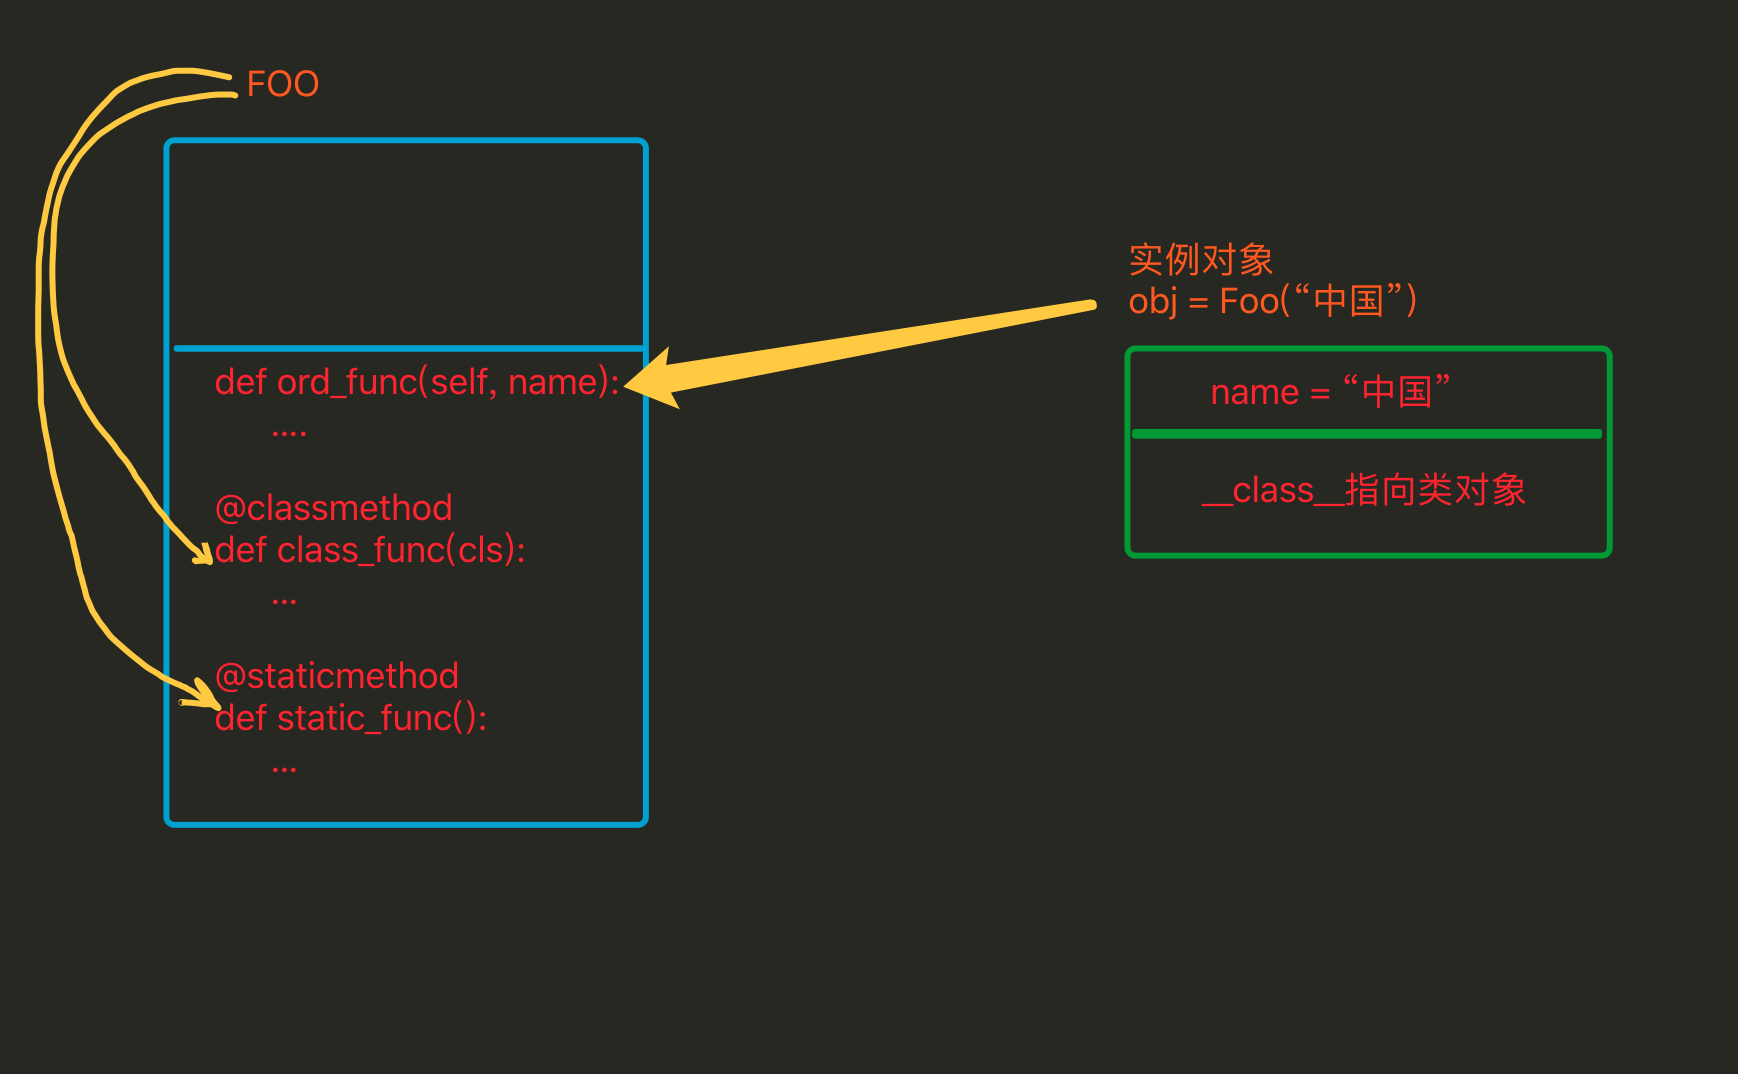 FOO
def ord_func(self, name):
....
@classmethod
def class_func(cls):
...
@staticmethod
def static_func():
...
实例对象
obj = Foo(“中国”)
name = “中国”
__class__指向类对象